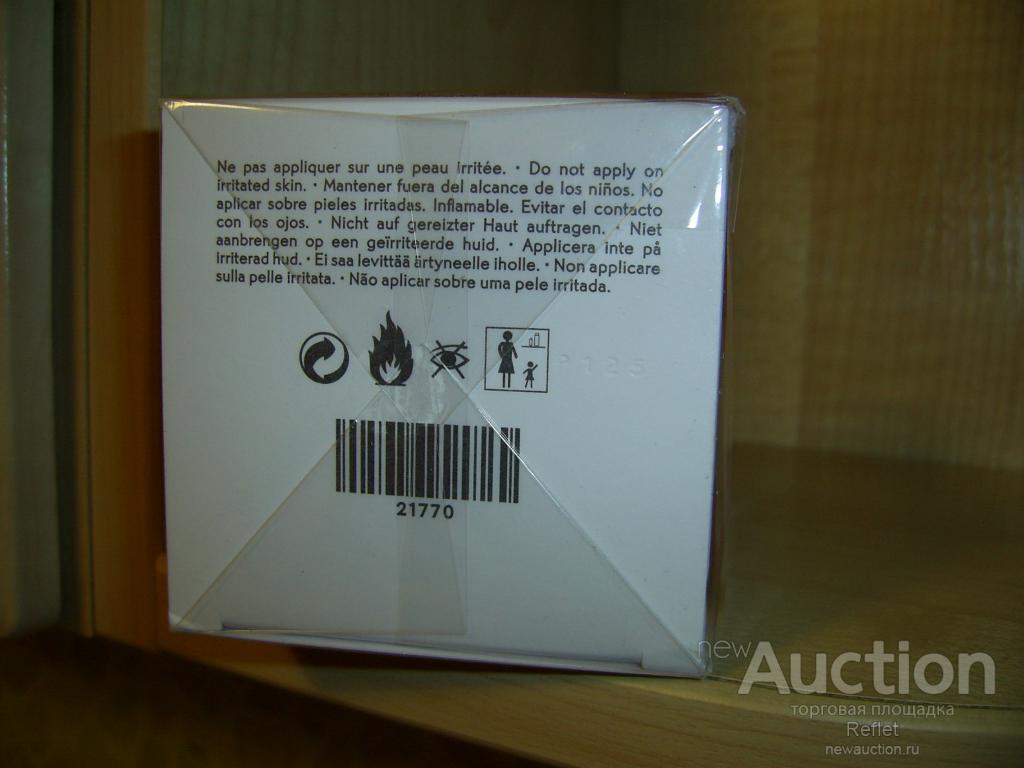 Ne pas appliquer sur une peau irritée. • Do not apply on
irritated skin. • Mantener fuera del alcance de los niños. No
aplicar sobre pieles irritadas. Inflamable. Evitar el contacto
con los ojos. • Nicht auf gereizter Haut auftragen. • Niet
aanbrengen op een geïrriteerde huid. • Applicera inte på
irriterad hud. • Ei saa levittää ärtyneelle iholle. • Non applicare
sulla pelle irritata. • Não aplicar sobre uma pele irritada.
21770
newAuction
торговая площадка
Reflet
newauction.ru